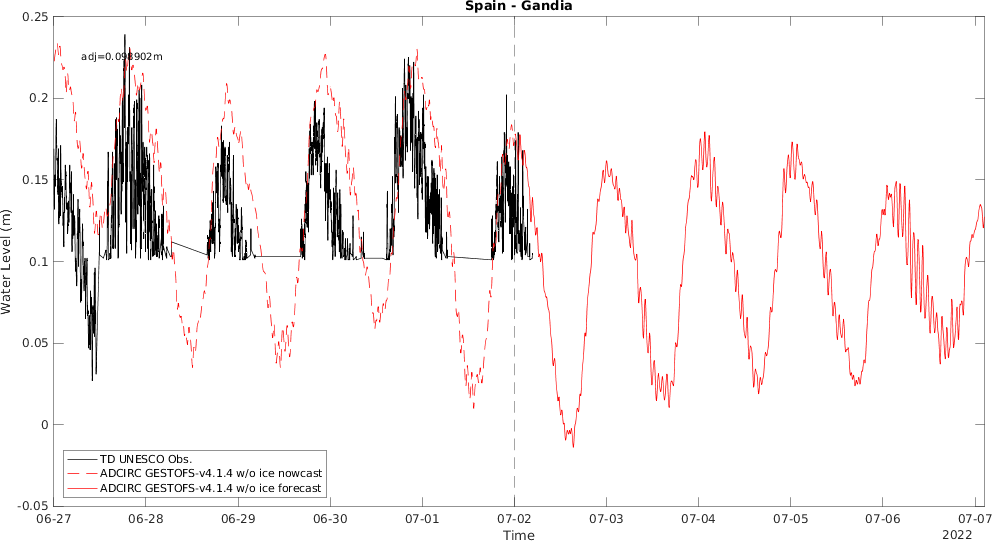 Spain - Gandia
0.25
0.2
0.15
0.1
0.05
0
-0.05
Water Level (m)
TD UNESCO Obs.
ADCIRC GESTOFS-v4.1.4 w/o ice nowcast
ADCIRC GESTOFS-v4.1.4 w/o ice forecast
06-27 06-28 06-29 06-30 07-01 07-02 07-03 07-04 07-05 07-06 07-07
Time
2022